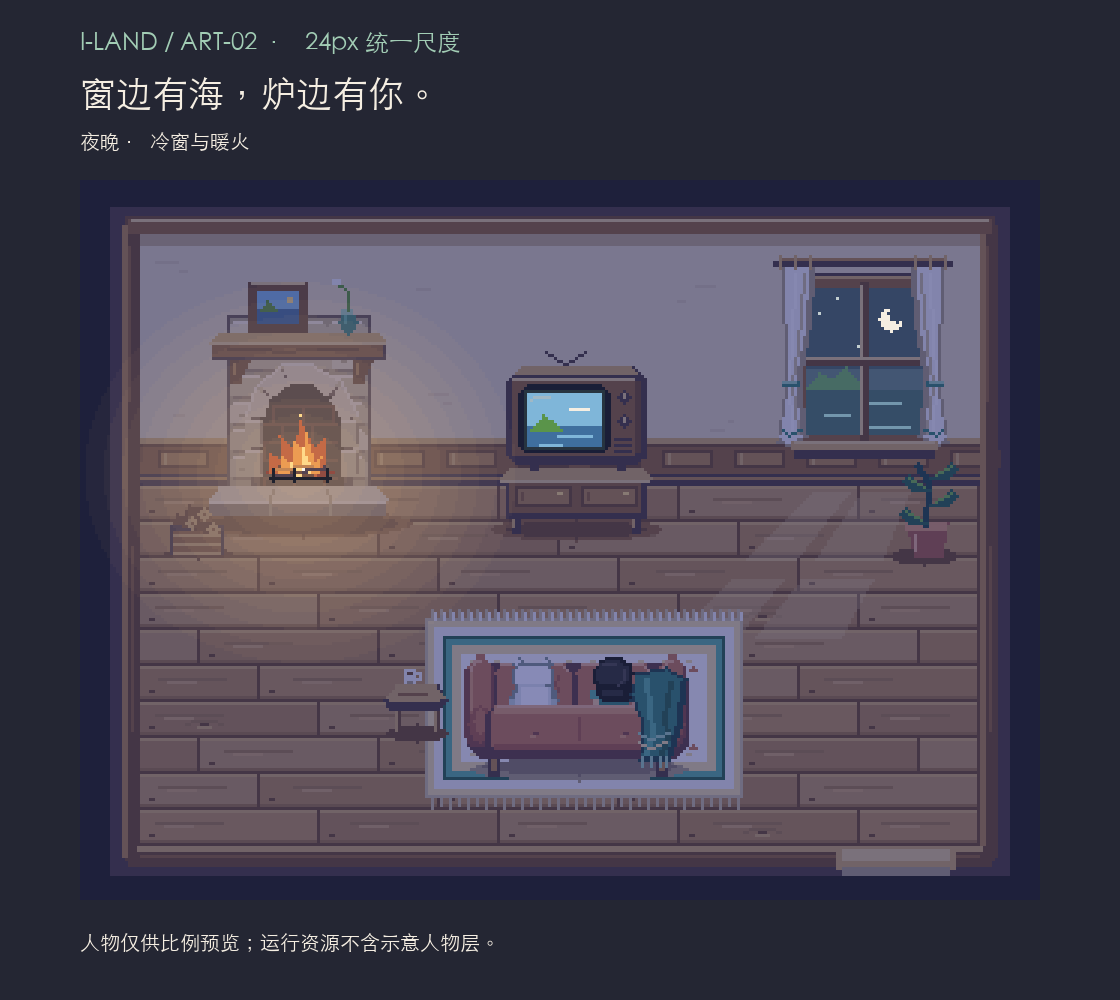 I-LAND / ART-02 · 24px 统一尺度
窗边有海，炉边有你。
夜晚 · 冷窗与暖火
人物仅供比例预览；运行资源不含示意人物层。